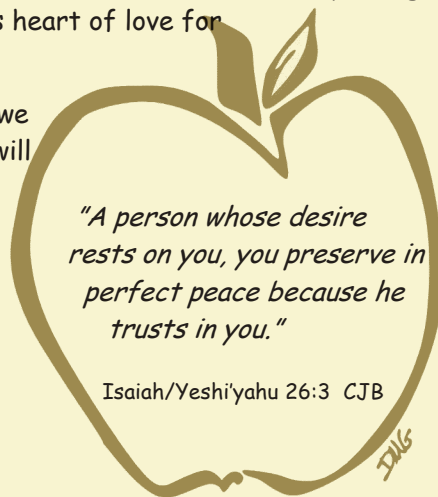 s heart of love for
we
will
"A person whose desire
rests on you, you preserve in
perfect peace because he
trusts in you."
Isaiah/Yeshi'yahu 26:3 CJB
DNG